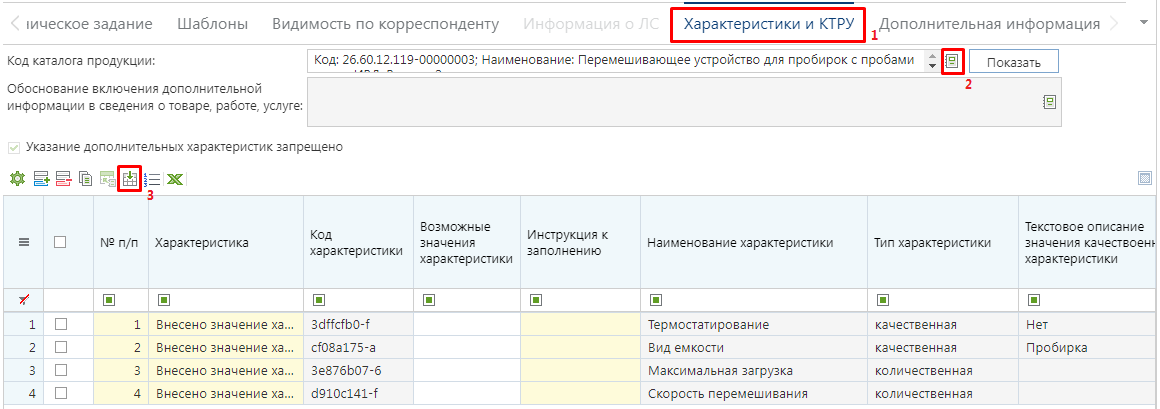 ическое задание Шаблоны Видимость по корреспонденту Информация о ЛС Характеристики и КТРУ 1 Дополнительная информация
Код каталога продукции: Код: 26.60.12.119-00000003; Наименование: Перемешивающее устройство для пробирок с пробами Показать
2
Обоснование включения дополнительной
информации в сведения о товаре, работе, услуге:
Указание дополнительных характеристик запрещено
3
№ п/п Характеристика Код характеристики Возможные значения характеристики Инструкция к заполнению Наименование характеристики Тип характеристики Текстовое описание значения качествоенн характеристики
1 1 Внесено значение ха... 3dffcfb0-f Термостатирование качественная Нет
2 2 Внесено значение ха... cf08a175-a Вид емкости качественная Пробирка
3 3 Внесено значение ха... 3e876b07-6 Максимальная загрузка количественная
4 4 Внесено значение ха... d910c141-f Скорость перемешивания количественная